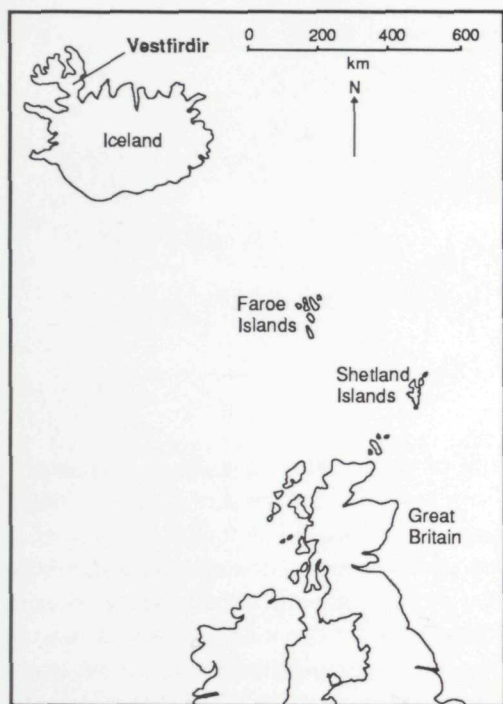 Vestfirdir
0 200 400 600
km
N
Iceland
Faroe
Islands
Shetland
Islands
Great
Britain